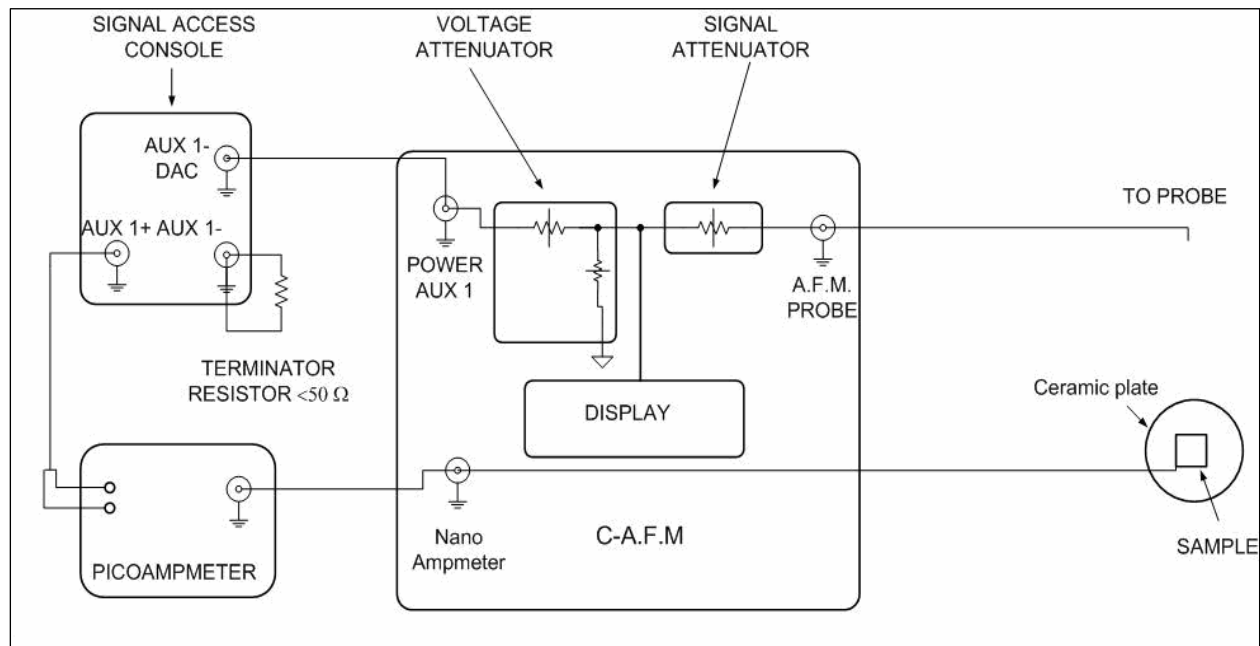 SIGNAL ACCESS
CONSOLE
VOLTAGE
ATTENUATOR
SIGNAL
ATTENUATOR
AUX 1-
DAC
AUX 1+ AUX 1-
POWER
AUX 1
A.F.M.
PROBE
TO PROBE
TERMINATOR
RESISTOR <50 Ω
DISPLAY
Ceramic plate
Nano
Ampmeter
C-A.F.M
SAMPLE
PICOAMPMETER